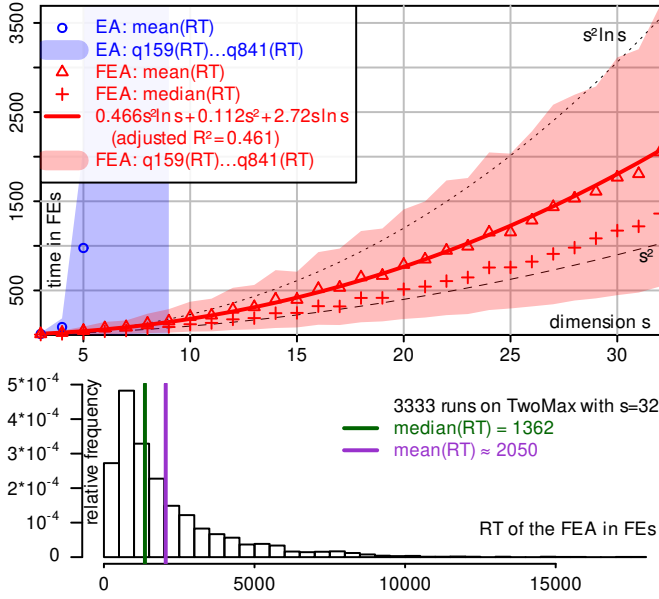 3500
2500
1500
500
time in FEs
EA: mean(RT)
EA: q159(RT)…q841(RT)
FEA: mean(RT)
FEA: median(RT)
0.466s²ln s+0.112s²+2.72sln s
(adjusted R²=0.461)
FEA: q159(RT)…q841(RT)
s²ln s
s²
dimension s
5
10
15
20
25
30
5*10⁻⁴
4*10⁻⁴
3*10⁻⁴
2*10⁻⁴
10⁻⁴
0
relative frequency
3333 runs on TwoMax with s=32
median(RT) = 1362
mean(RT) ≈ 2050
RT of the FEA in FEs
0
5000
10000
15000